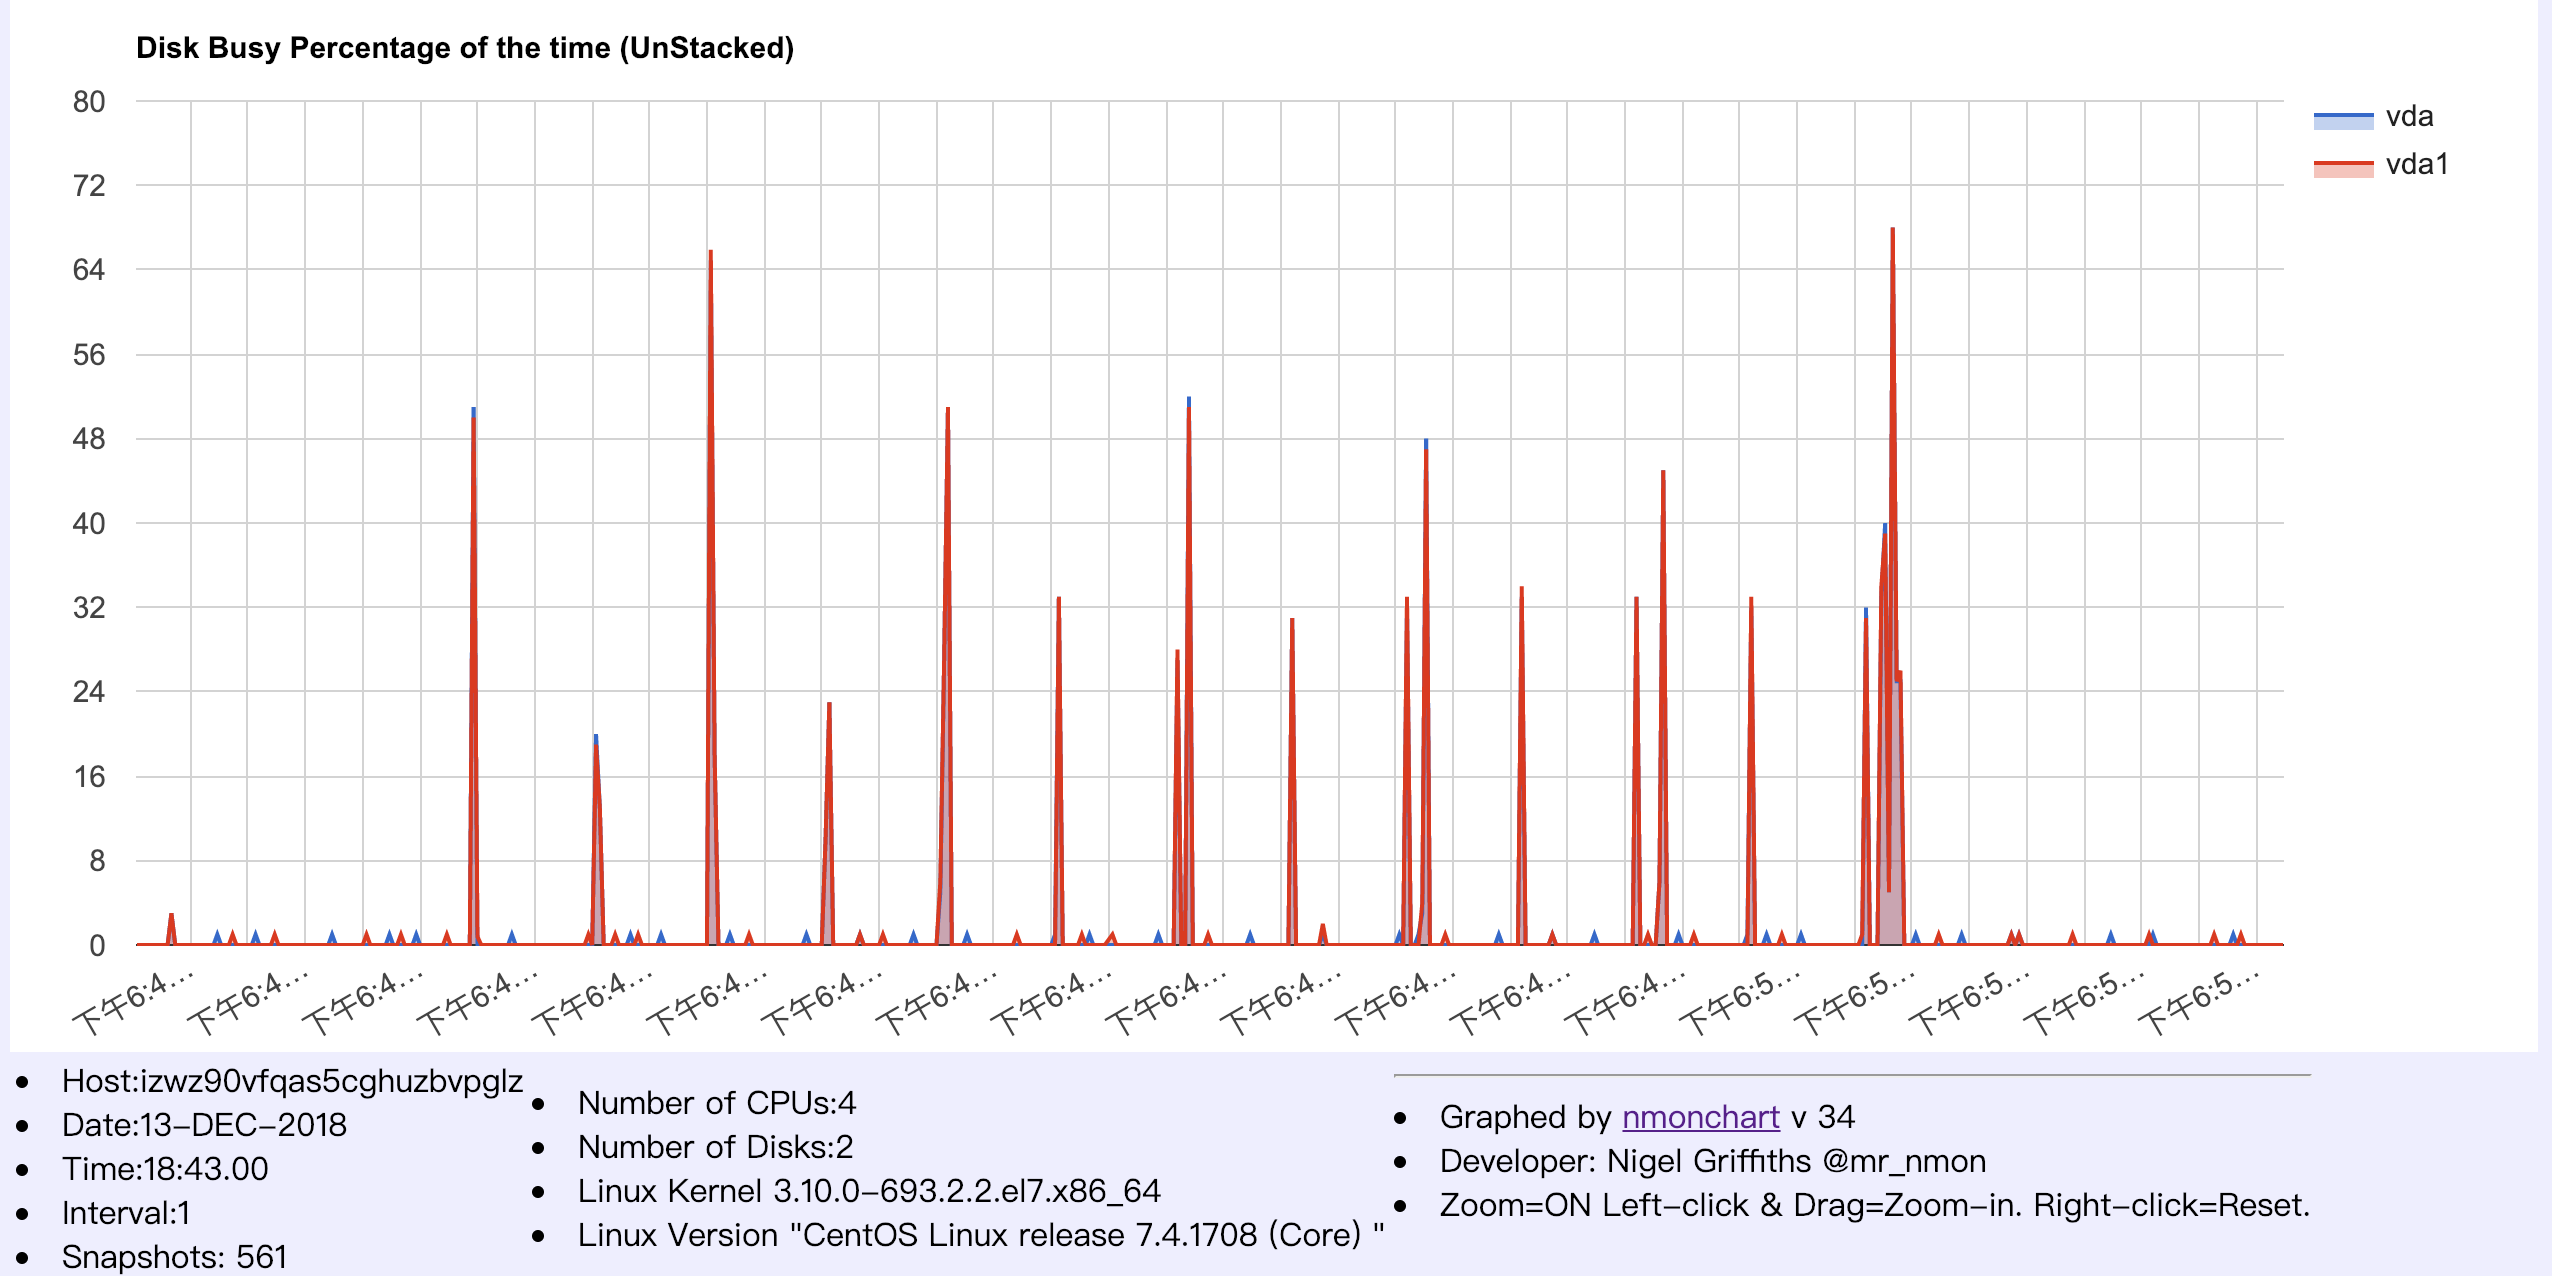 Disk Busy Percentage of the time (UnStacked)
80
72
64
56
48
40
32
24
16
8
0
vda
vda1
下午6:4...
下午6:4...
下午6:4...
下午6:4...
下午6:4...
下午6:4...
下午6:4...
下午6:4...
下午6:4...
下午6:4...
下午6:4...
下午6:4...
下午6:4...
下午6:4...
下午6:5...
下午6:5...
下午6:5...
下午6:5...
下午6:5...
Host:izwz90vfqas5cghuzbvpglz
Date:13-DEC-2018
Time:18:43.00
Interval:1
Snapshots: 561
Number of CPUs:4
Number of Disks:2
Linux Kernel 3.10.0-693.2.2.el7.x86_64
Linux Version "CentOS Linux release 7.4.1708 (Core) "
Graphed by nmonchart v 34
Developer: Nigel Griffiths @mr_nmon
Zoom=ON Left-click & Drag=Zoom-in. Right-click=Reset.